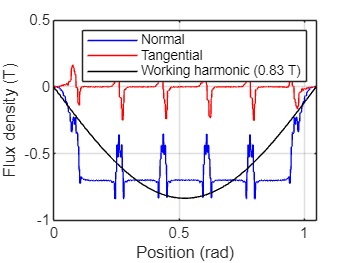 0.5
Normal
Tangential
Working harmonic (0.83 T)
Flux density (T)
0
-0.5
-1
0
0.5
1
Position (rad)